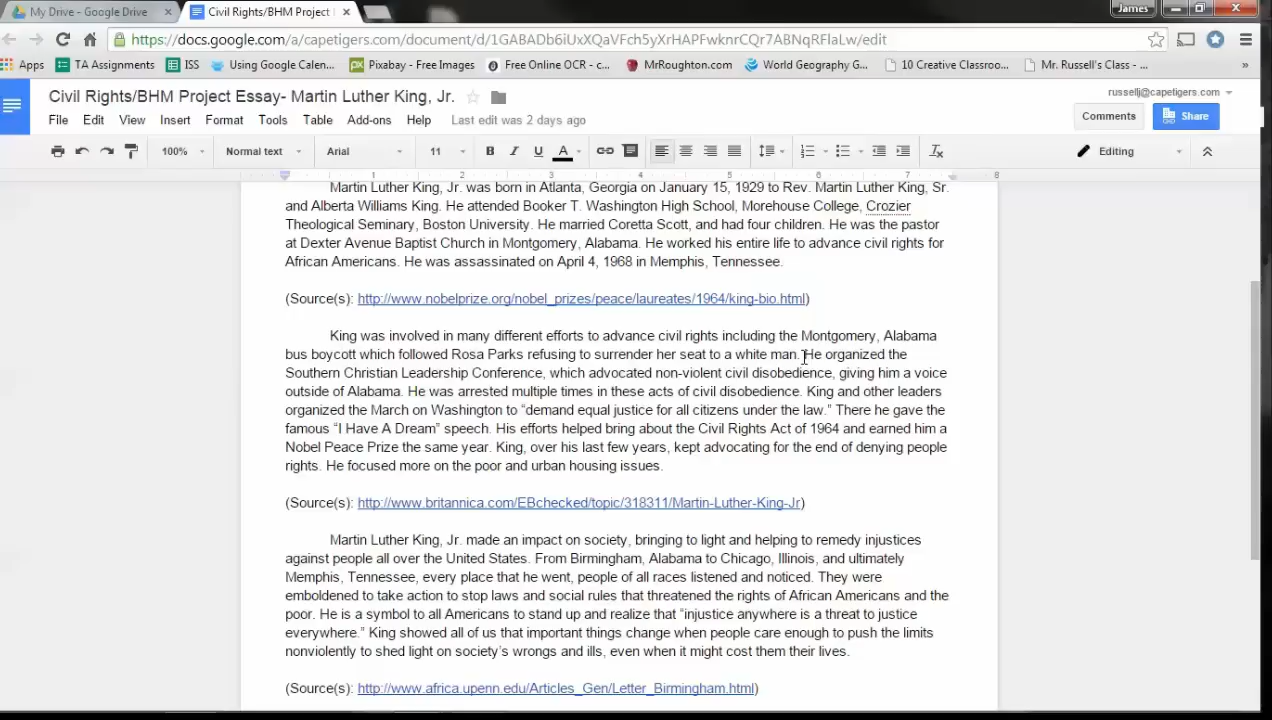 My Drive - Google Drive
Civil Rights/BHM Project
James
https://docs.google.com/a/capetigers.com/document/d/1GABADb6iUxXQaVFch5yXrHAPFwknrCQr7ABNqRFlaLw/edit
Apps TA Assignments ISS Using Google Calen... Pixabay - Free Images Free Online OCR - c... MrRoughton.com World Geography G... 10 Creative Classroo... Mr. Russell's Class - ... »
Civil Rights/BHM Project Essay- Martin Luther King, Jr.
russellj@capetigers.com
File Edit View Insert Format Tools Table Add-ons Help Last edit was 2 days ago
Comments Share
100% Normal text Arial 11 B I U A Editing
1 2 3 4 5 6 7 8
Martin Luther King, Jr. was born in Atlanta, Georgia on January 15, 1929 to Rev. Martin Luther King, Sr.
and Alberta Williams King. He attended Booker T. Washington High School, Morehouse College, Crozier
Theological Seminary, Boston University. He married Coretta Scott, and had four children. He was the pastor
at Dexter Avenue Baptist Church in Montgomery, Alabama. He worked his entire life to advance civil rights for
African Americans. He was assassinated on April 4, 1968 in Memphis, Tennessee.
(Source(s): http://www.nobelprize.org/nobel_prizes/peace/laureates/1964/king-bio.html)
King was involved in many different efforts to advance civil rights including the Montgomery, Alabama
bus boycott which followed Rosa Parks refusing to surrender her seat to a white man. He organized the
Southern Christian Leadership Conference, which advocated non-violent civil disobedience, giving him a voice
outside of Alabama. He was arrested multiple times in these acts of civil disobedience. King and other leaders
organized the March on Washington to “demand equal justice for all citizens under the law.” There he gave the
famous “I Have A Dream” speech. His efforts helped bring about the Civil Rights Act of 1964 and earned him a
Nobel Peace Prize the same year. King, over his last few years, kept advocating for the end of denying people
rights. He focused more on the poor and urban housing issues.
(Source(s): http://www.britannica.com/EBchecked/topic/318311/Martin-Luther-King-Jr)
Martin Luther King, Jr. made an impact on society, bringing to light and helping to remedy injustices
against people all over the United States. From Birmingham, Alabama to Chicago, Illinois, and ultimately
Memphis, Tennessee, every place that he went, people of all races listened and noticed. They were
emboldened to take action to stop laws and social rules that threatened the rights of African Americans and the
poor. He is a symbol to all Americans to stand up and realize that “injustice anywhere is a threat to justice
everywhere.” King showed all of us that important things change when people care enough to push the limits
nonviolently to shed light on society’s wrongs and ills, even when it might cost them their lives.
(Source(s): http://www.africa.upenn.edu/Articles_Gen/Letter_Birmingham.html)